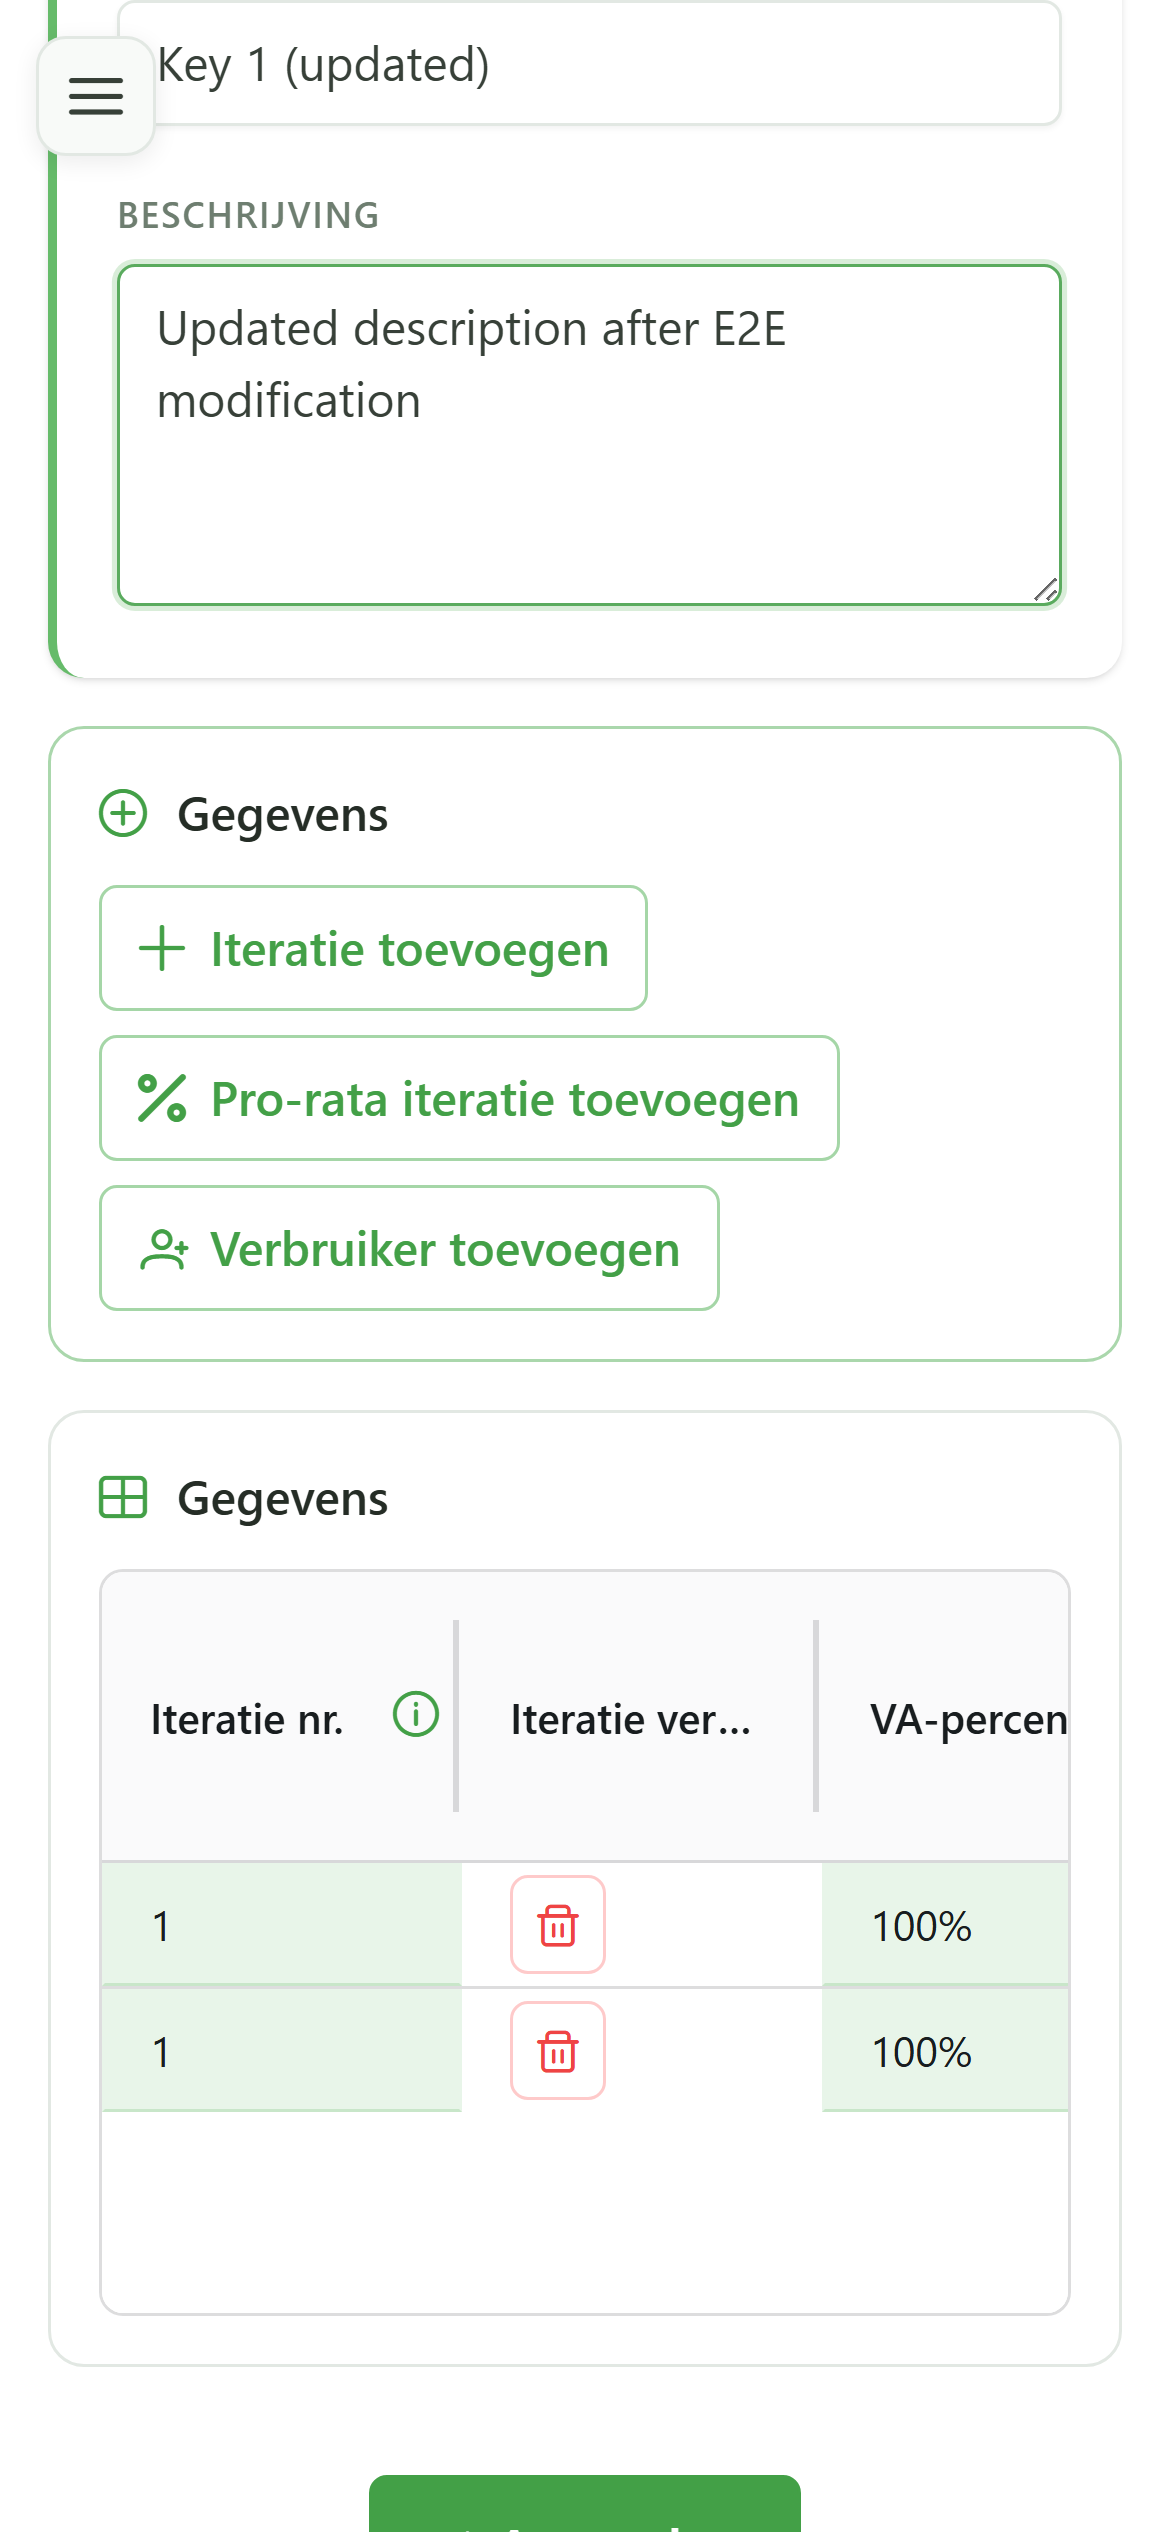 Key 1 (updated)
BESCHRIJVING
Updated description after E2E
modification
Gegevens
Iteratie toevoegen
Pro-rata iteratie toevoegen
Verbruiker toevoegen
Gegevens
Iteratie nr. Iteratie ver... VA-percen
1 100%
1 100%